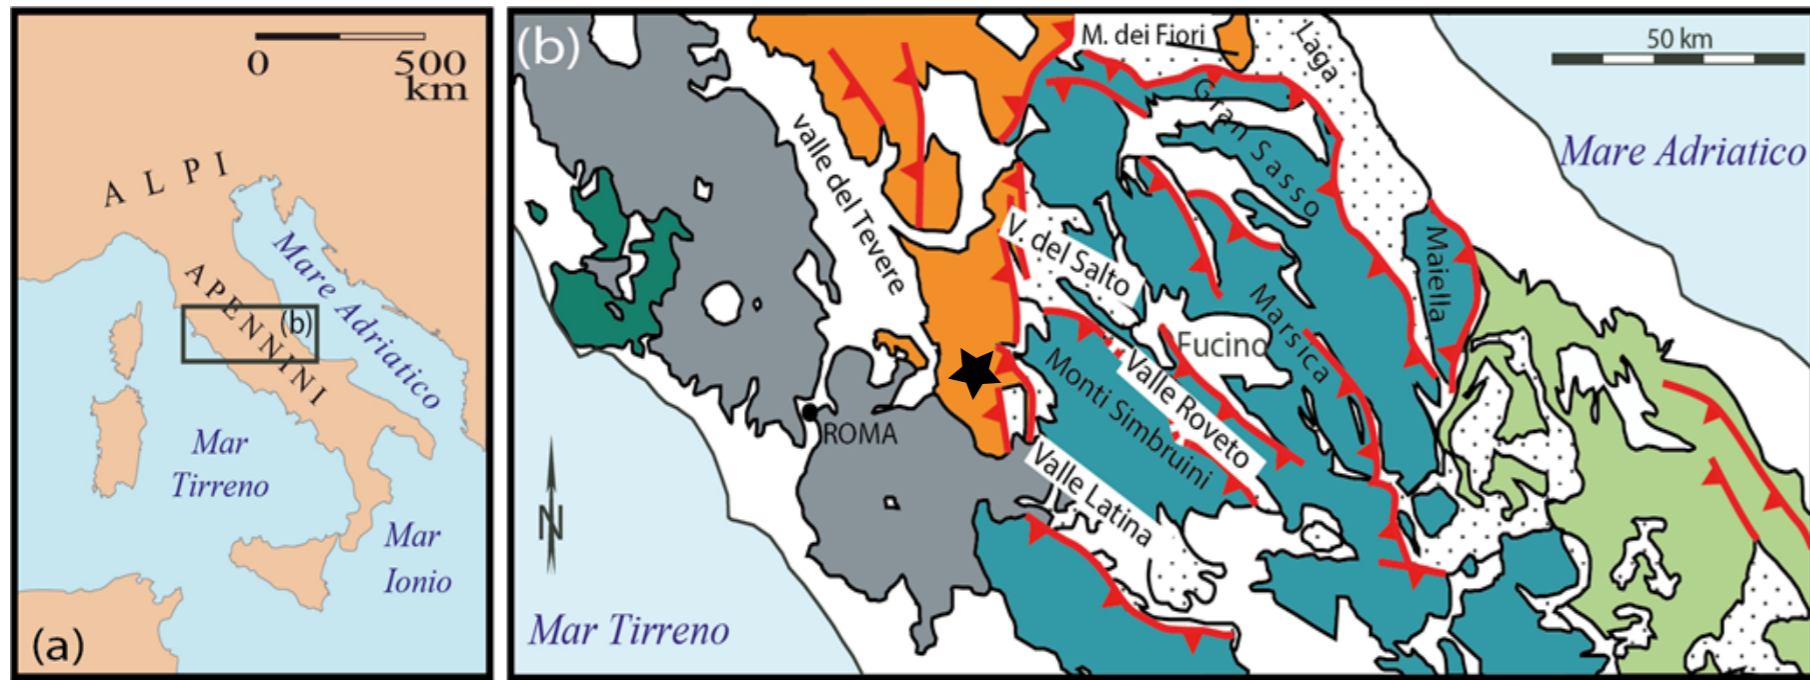 0 500
km
ALPI
Mare Adriatico
APENNINI
(b)
Mar
Tirreno
Mar
Ionio
(a)
(b)
M. dei Fiori
Laga
50 km
Gran Sasso
Mare Adriatico
valle del Tevere
V. del Salto
Maiella
Marsica
Fucino
Monti Simbruini
Valle Roveto
ROMA
Valle Latina
N
Mar Tirreno